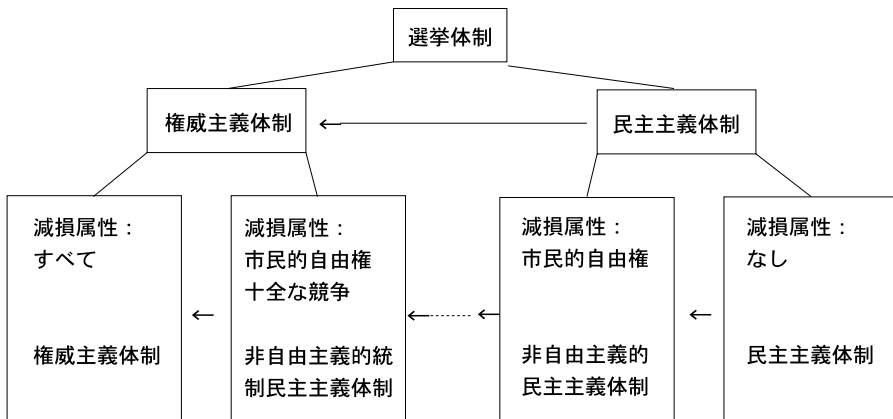 選挙体制
権威主義体制
←
民主主義体制
減損属性：
すべて
権威主義体制
←
減損属性：
市民的自由権
十全な競争
非自由主義的統
制民主主義体制
←
←
減損属性：
市民的自由権
非自由主義的
民主主義体制
←
減損属性：
なし
民主主義体制